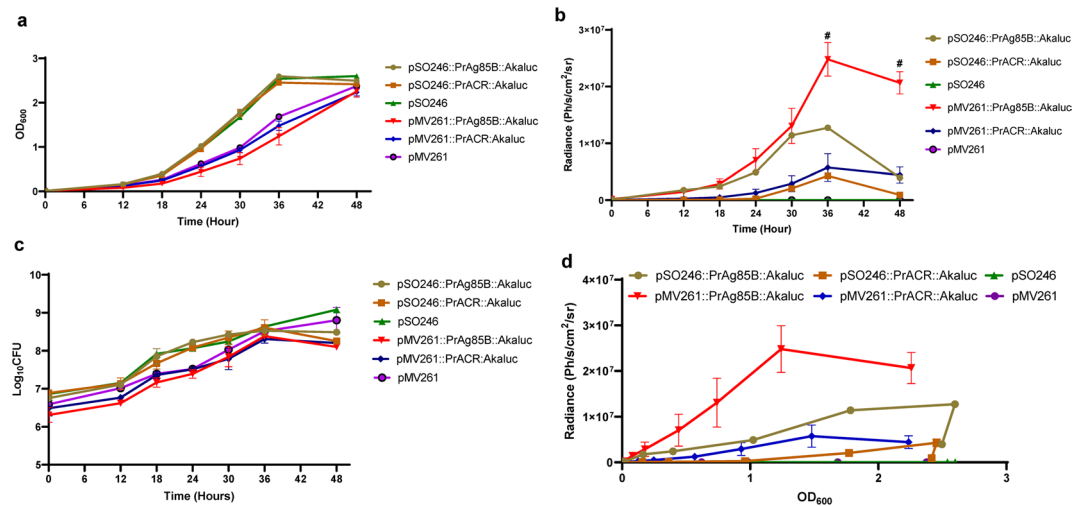 a
OD600
3
2
1
0
0 6 12 18 24 30 36 42 48
Time (Hour)
pSO246::PrAg85B::Akaluc
pSO246::PrACR::Akaluc
pSO246
pMV261::PrAg85B::Akaluc
pMV261::PrACR::Akaluc
pMV261
b
Radiance (Ph/s/cm²/sr)
3×10⁷
2×10⁷
1×10⁷
0
# #
0 6 12 18 24 30 36 42 48
Time (Hour)
pSO246::PrAg85B::Akaluc
pSO246::PrACR::Akaluc
pSO246
pMV261::PrAg85B::Akaluc
pMV261::PrACR::Akaluc
pMV261
c
Log10CFU
10
9
8
7
6
5
0 6 12 18 24 30 36 42 48
Time (Hours)
pSO246::PrAg85B::Akaluc
pSO246::PrACR::Akaluc
pSO246
pMV261::PrAg85B::Akaluc
pMV261::PrACR:Akaluc
pMV261
d
Radiance (Ph/s/cm²/sr)
4×10⁷
3×10⁷
2×10⁷
1×10⁷
0
pSO246::PrAg85B::Akaluc pSO246::PrACR::Akaluc pSO246
pMV261::PrAg85B::Akaluc pMV261::PrACR::Akaluc pMV261
0 1 2 3
OD600